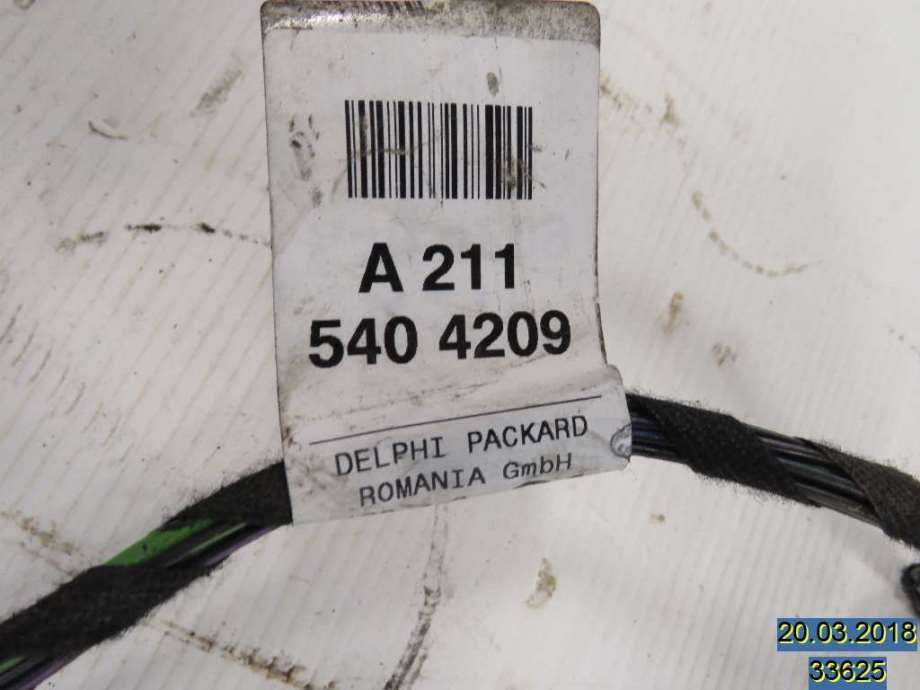 A 211
540 4209
DELPHI PACKARD
ROMANIA GmbH
20.03.2018
33625